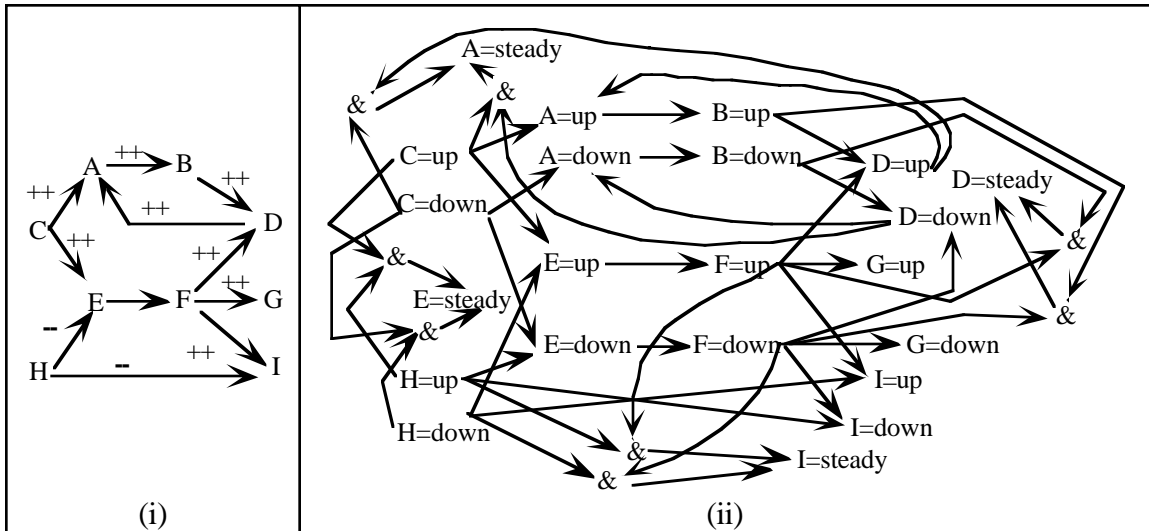 A
++
B
++
++
++
C
D
++
++
++
E
F
G
--
++
H
--
I
(i)
A=steady
&
&
A=up
B=up
C=up
A=down
B=down
D=up
D=steady
C=down
D=down
&
&
E=up
F=up
G=up
E=steady
&
&
E=down
F=down
G=down
H=up
I=up
H=down
I=down
&
I=steady
&
(ii)